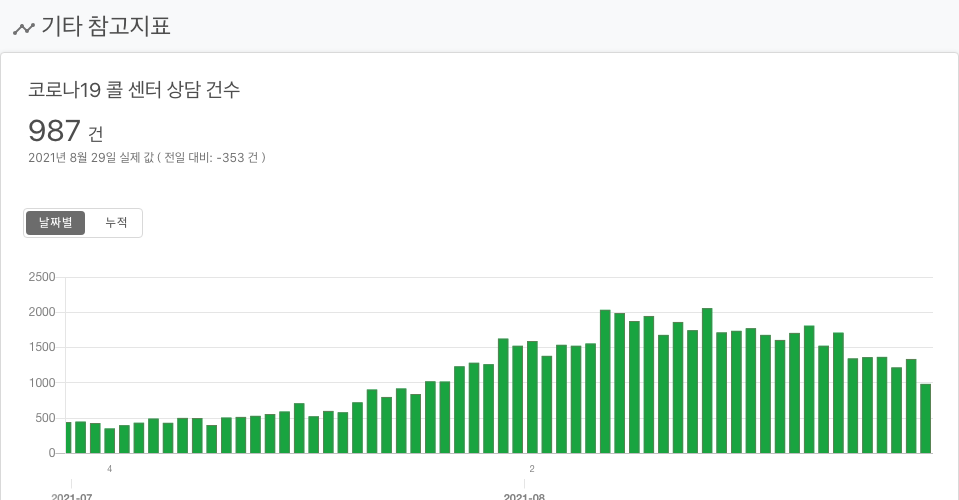 기타 참고지표
코로나19 콜 센터 상담 건수
987 건
2021년 8월 29일 실제 값 ( 전일 대비: -353 건 )
날짜별 누적
2500
2000
1500
1000
500
0
4 2
2021-07 2021-08